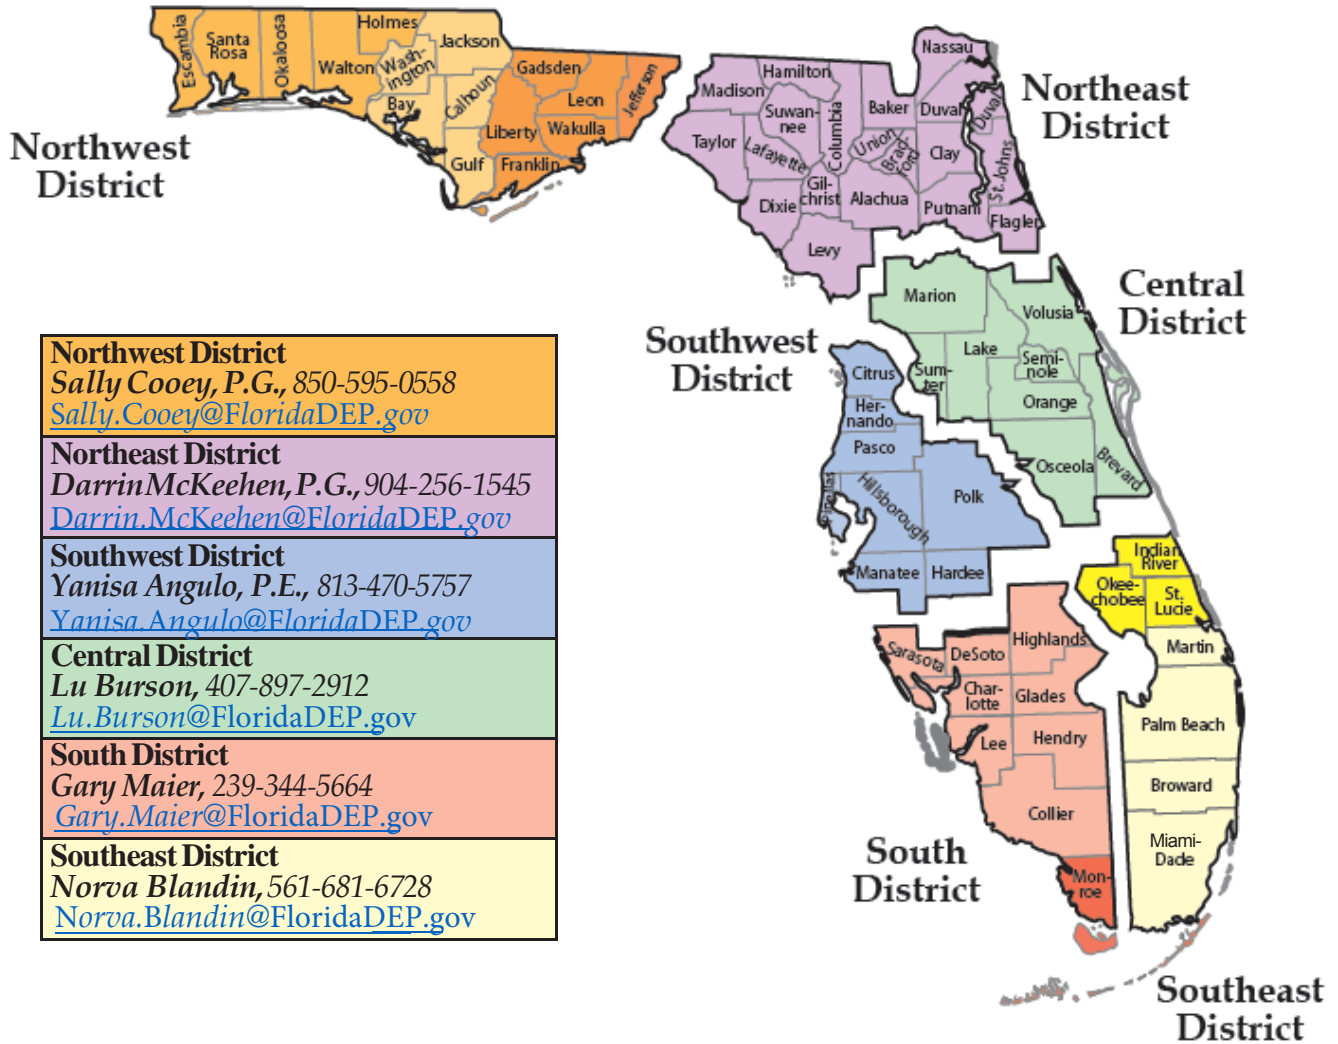 Northwest
District
Escambia
Santa
Rosa
Okaloosa
Walton
Holmes
Wash-
ington
Jackson
Bay
Calhoun
Gulf
Gadsden
Liberty
Leon
Wakulla
Franklin
Jefferson
Northeast
District
Madison
Hamilton
Taylor
Suwan-
nee
Lafayette
Columbia
Baker
Nassau
Duval
Duval
Union
Brad-
ford
Clay
St. Johns
Dixie
Gil-
christ
Alachua
Putnam
Flagler
Levy
Central
District
Marion
Volusia
Lake
Semi-
nole
Sum-
ter
Orange
Osceola
Brevard
Southwest
District
Citrus
Her-
nando
Pasco
Pinellas
Hillsborough
Polk
Manatee
Hardee
Northwest District
Sally Cooey, P.G., 850-595-0558
Sally.Cooey@FloridaDEP.gov
Northeast District
Darrin McKeehen, P.G., 904-256-1545
Darrin.McKeehen@FloridaDEP.gov
Southwest District
Yanisa Angulo, P.E., 813-470-5757
Yanisa.Angulo@FloridaDEP.gov
Central District
Lu Burson, 407-897-2912
Lu.Burson@FloridaDEP.gov
South District
Gary Maier, 239-344-5664
Gary.Maier@FloridaDEP.gov
Southeast District
Norva Blandin, 561-681-6728
Norva.Blandin@FloridaDEP.gov
Indian
River
Okee-
chobee
St.
Lucie
Martin
Palm Beach
Broward
Miami-
Dade
Sarasota
DeSoto
Highlands
Char-
lotte
Glades
Lee
Hendry
Collier
Mon-
roe
South
District
Southeast
District